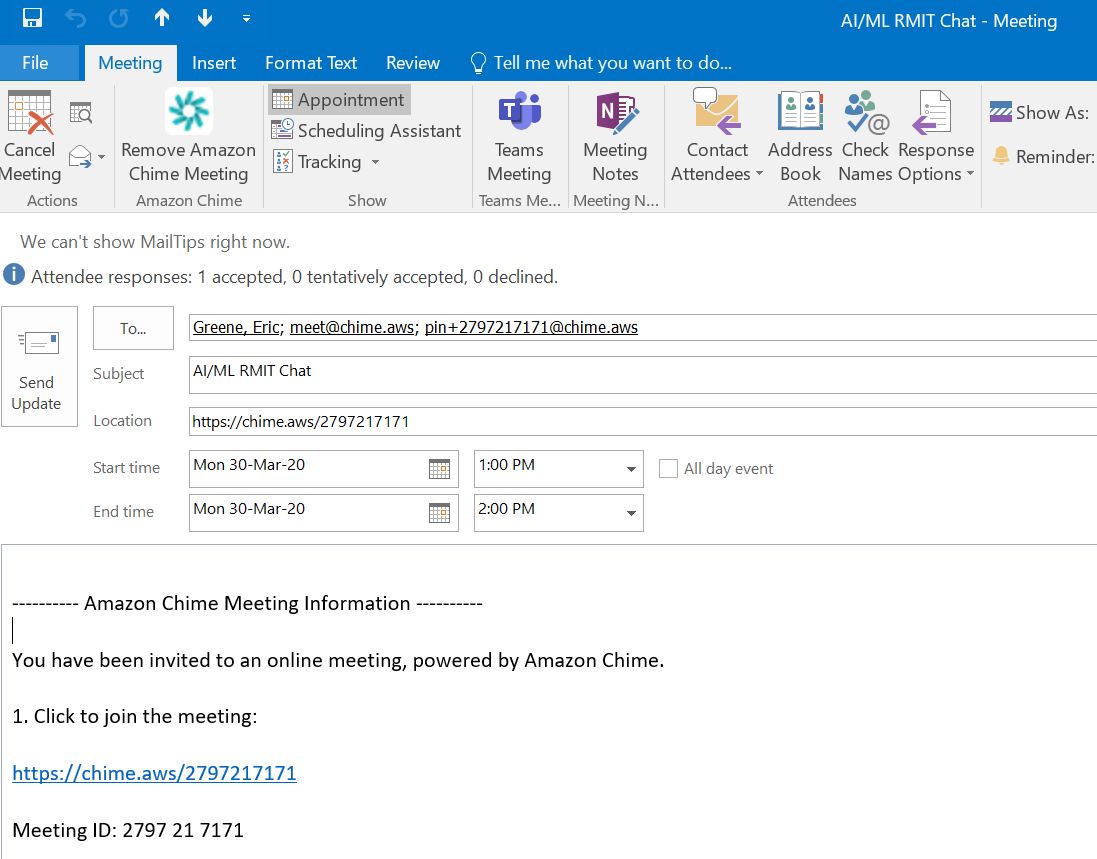 AI/ML RMIT Chat - Meeting
File Meeting Insert Format Text Review Tell me what you want to do...
Cancel
Meeting
Actions
Remove Amazon
Chime Meeting
Amazon Chime
Appointment
Scheduling Assistant
Tracking
Show
Teams
Meeting
Teams Me...
Meeting
Notes
Meeting N...
Contact
Attendees
Address
Book
Check
Names
Response
Options
Attendees
Show As:
Reminder:
We can't show MailTips right now.
Attendee responses: 1 accepted, 0 tentatively accepted, 0 declined.
Send
Update
To... Greene, Eric; meet@chime.aws; pin+2797217171@chime.aws
Subject AI/ML RMIT Chat
Location https://chime.aws/2797217171
Start time Mon 30-Mar-20 1:00 PM All day event
End time Mon 30-Mar-20 2:00 PM
---------- Amazon Chime Meeting Information ----------
You have been invited to an online meeting, powered by Amazon Chime.
1. Click to join the meeting:
https://chime.aws/2797217171
Meeting ID: 2797 21 7171